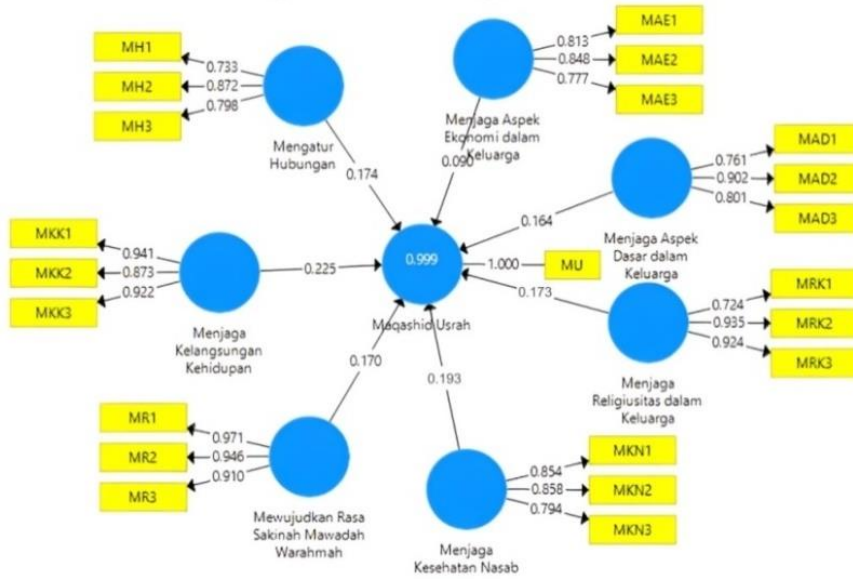 MH1
MH2
MH3
0.733
0.872
0.798
Mengatur
Hubungan
0.174
MAE1
MAE2
MAE3
0.813
0.848
0.777
Menjaga Aspek
Ekonomi dalam
Keluarga
0.090
MAD1
MAD2
MAD3
0.761
0.902
0.801
Menjaga Aspek
Dasar dalam
Keluarga
0.164
MKK1
MKK2
MKK3
0.941
0.873
0.922
Menjaga
Kelangsungan
Kehidupan
0.225
0.999
Maqashid Usrah
1.000
MU
MRK1
MRK2
MRK3
0.724
0.935
0.924
Menjaga
Religiusitas dalam
Keluarga
0.173
MR1
MR2
MR3
0.971
0.946
0.910
Mewujudkan Rasa
Sakinah Mawadah
Warahmah
0.170
MKN1
MKN2
MKN3
0.854
0.858
0.794
Menjaga
Kesehatan Nasab
0.193